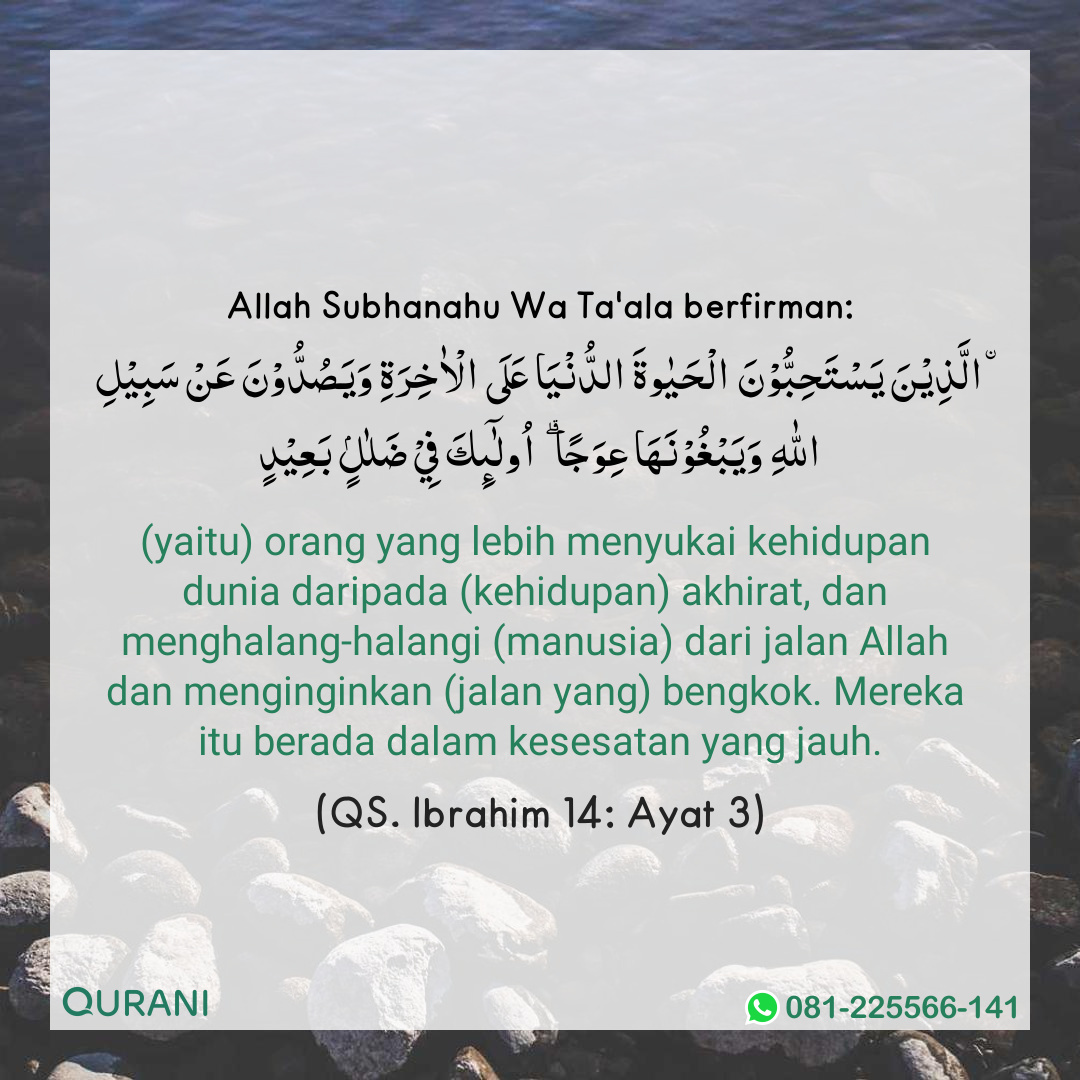 Allah Subhanahu Wa Ta'ala berfirman:
ۨالَّذِيْنَ يَسْتَحِبُّوْنَ الْحَيٰوةَ الدُّنْيَا عَلَى الْاٰخِرَةِ وَيَصُدُّوْنَ عَنْ سَبِيْلِ
اللّٰهِ وَيَبْغُوْنَهَا عِوَجًاۗ اُولٰۤىِٕكَ فِيْ ضَلٰلٍۢ بَعِيْدٍ
(yaitu) orang yang lebih menyukai kehidupan
dunia daripada (kehidupan) akhirat, dan
menghalang-halangi (manusia) dari jalan Allah
dan menginginkan (jalan yang) bengkok. Mereka
itu berada dalam kesesatan yang jauh.
(QS. Ibrahim 14: Ayat 3)
QURANI
081-225566-141